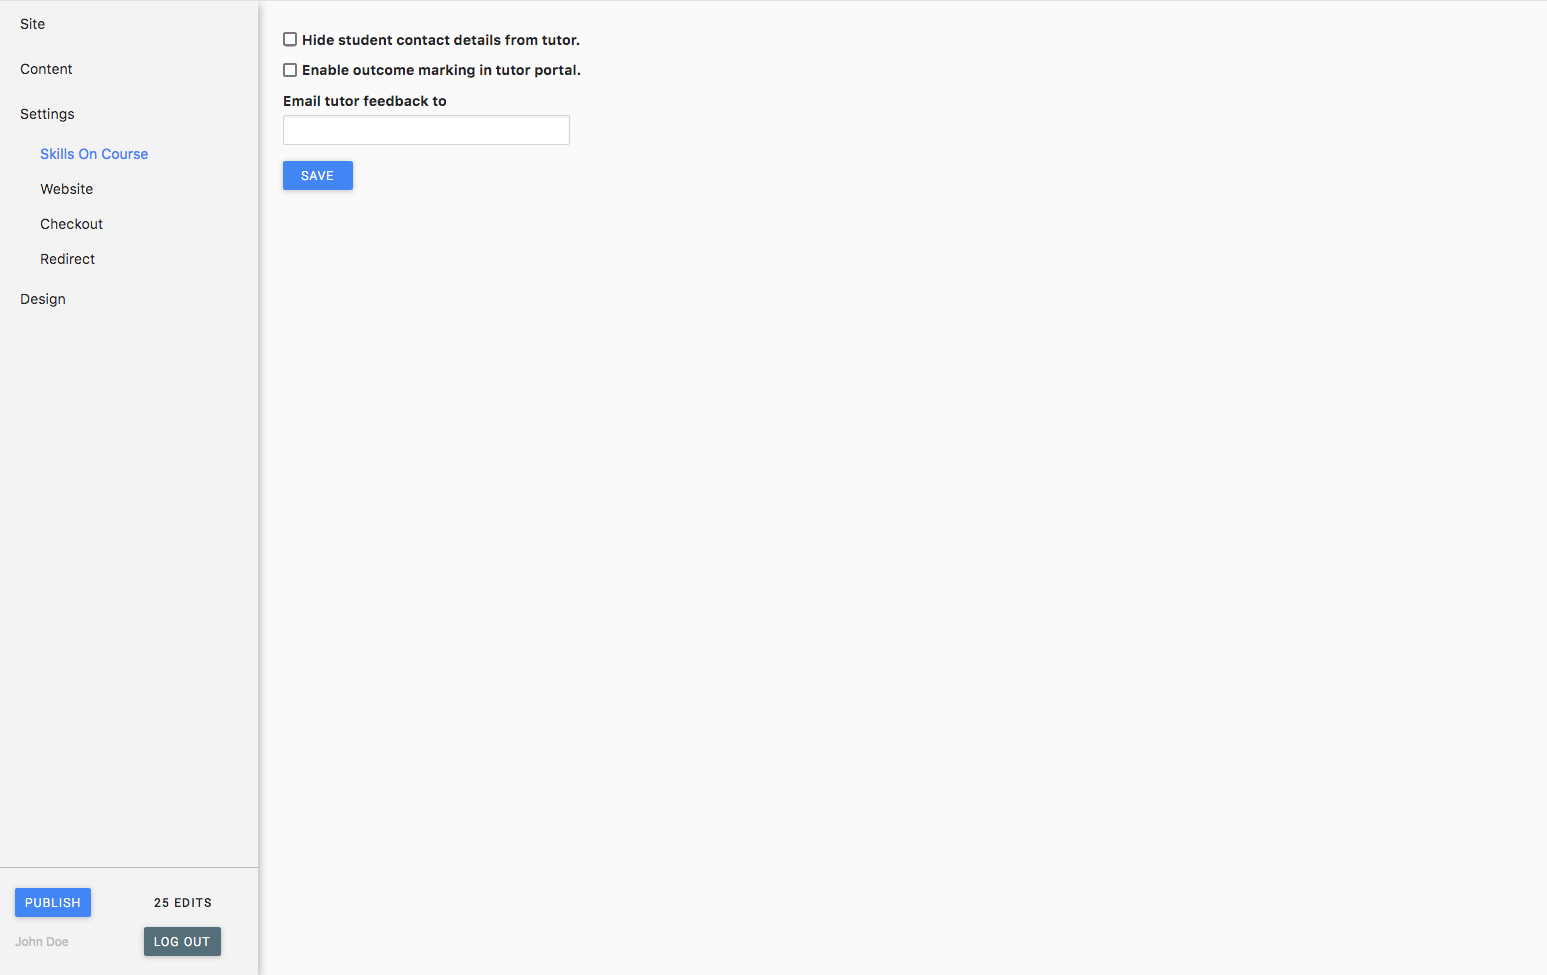 Site
Content
Settings
Skills On Course
Website
Checkout
Redirect
Design
Hide student contact details from tutor.
Enable outcome marking in tutor portal.
Email tutor feedback to
SAVE
PUBLISH
25 EDITS
John Doe
LOG OUT